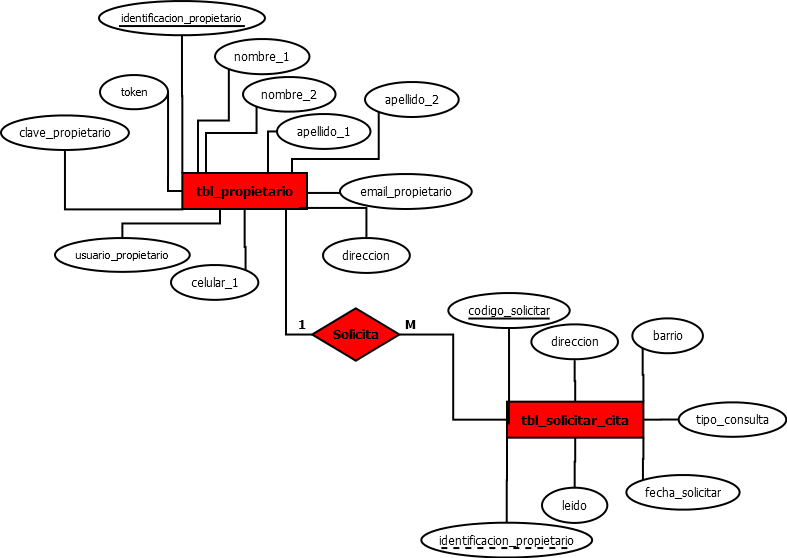 identificacion_propietario
nombre_1
token
nombre_2
apellido_2
clave_propietario
apellido_1
tbl_propietario
email_propietario
usuario_propietario
direccion
celular_1
codigo_solicitar
1
M
Solicita
direccion
barrio
tbl_solicitar_cita
tipo_consulta
leido
fecha_solicitar
identificacion_propietario